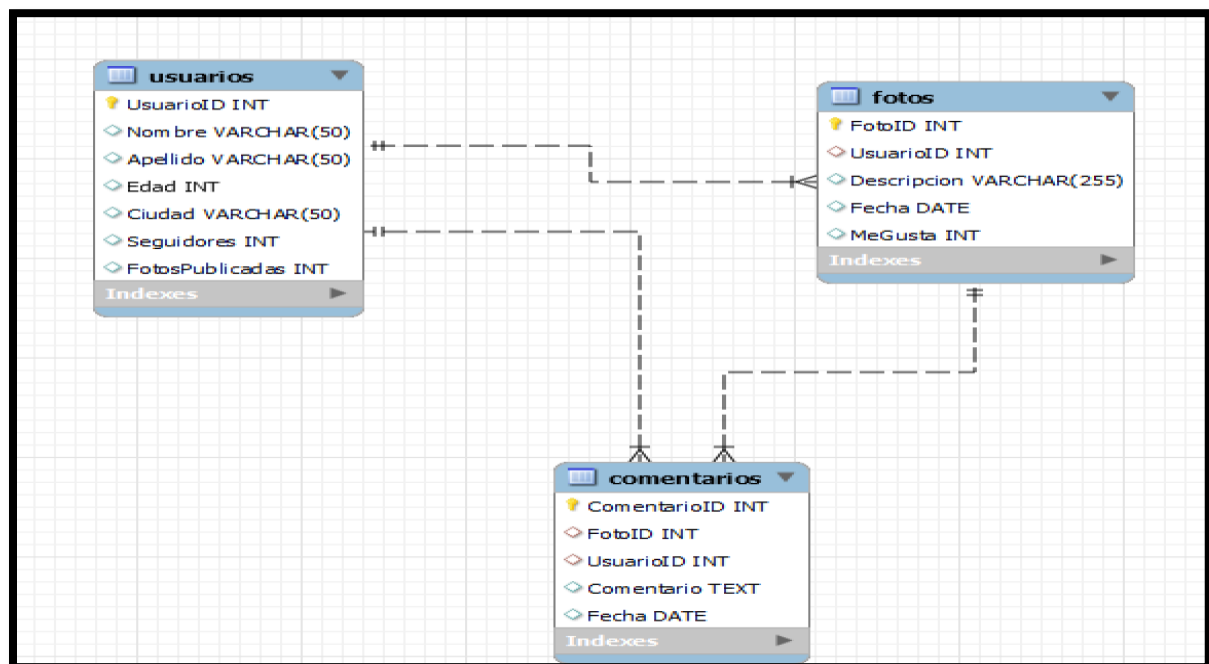 usuarios
UsuarioID INT
Nombre VARCHAR(50)
Apellido VARCHAR(50)
Edad INT
Ciudad VARCHAR(50)
Seguidores INT
FotosPublicadas INT
Indexes
fotos
FotoID INT
UsuarioID INT
Descripcion VARCHAR(255)
Fecha DATE
MeGusta INT
Indexes
comentarios
ComentarioID INT
FotoID INT
UsuarioID INT
Comentario TEXT
Fecha DATE
Indexes